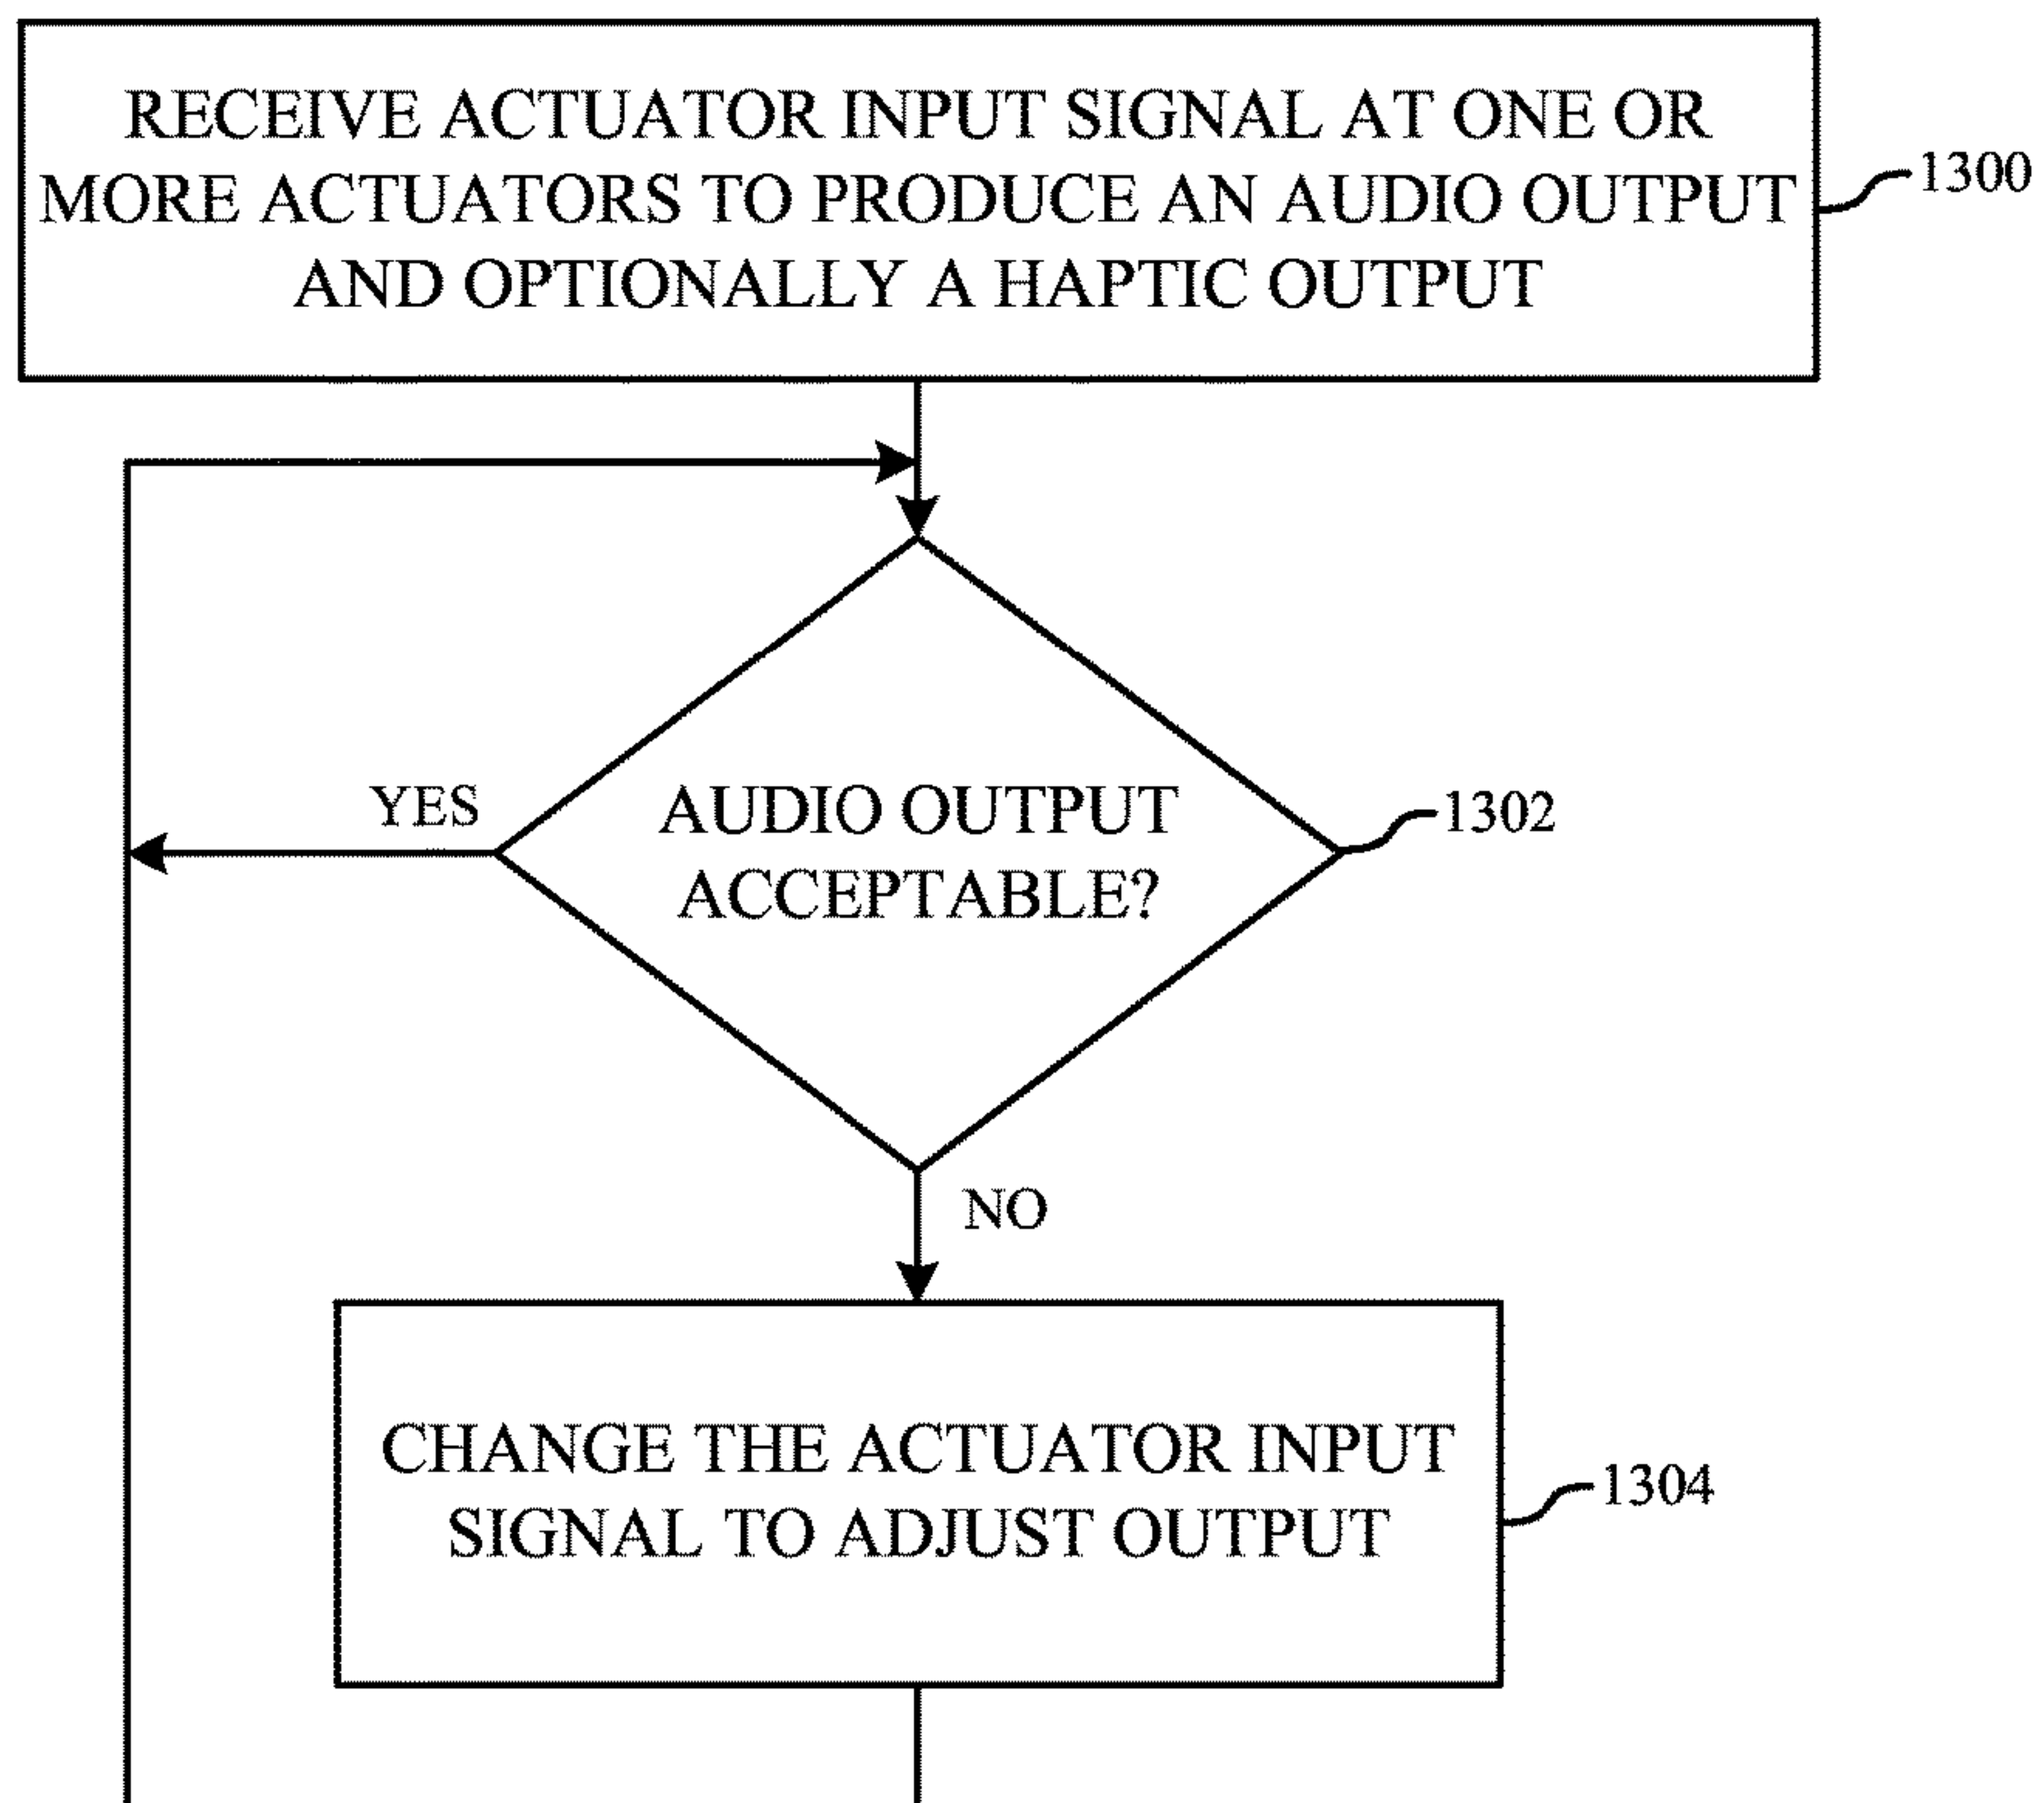 RECEIVE ACTUATOR INPUT SIGNAL AT ONE OR
MORE ACTUATORS TO PRODUCE AN AUDIO OUTPUT
AND OPTIONALLY A HAPTIC OUTPUT
1300
YES
AUDIO OUTPUT
ACCEPTABLE?
1302
NO
CHANGE THE ACTUATOR INPUT
SIGNAL TO ADJUST OUTPUT
1304